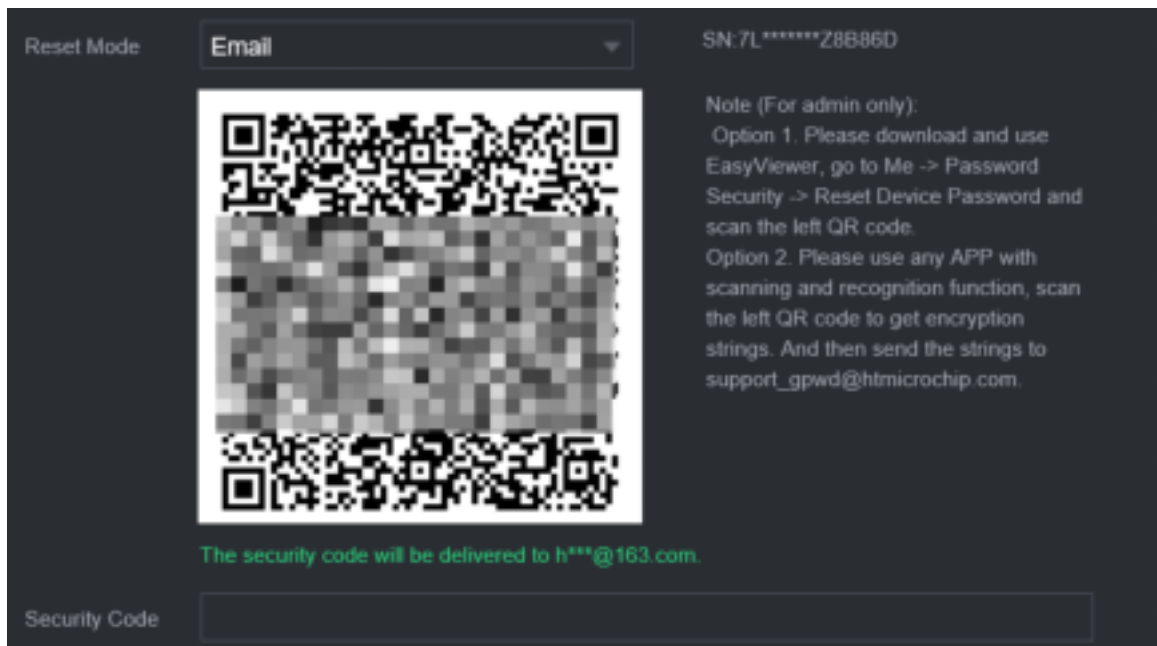 Reset Mode
Email
SN:7L*******Z8B86D
Note (For admin only):
Option 1. Please download and use
EasyViewer, go to Me -> Password
Security -> Reset Device Password and
scan the left QR code.
Option 2. Please use any APP with
scanning and recognition function, scan
the left QR code to get encryption
strings. And then send the strings to
support_gpwd@htmicrochip.com.
The security code will be delivered to h***@163.com.
Security Code